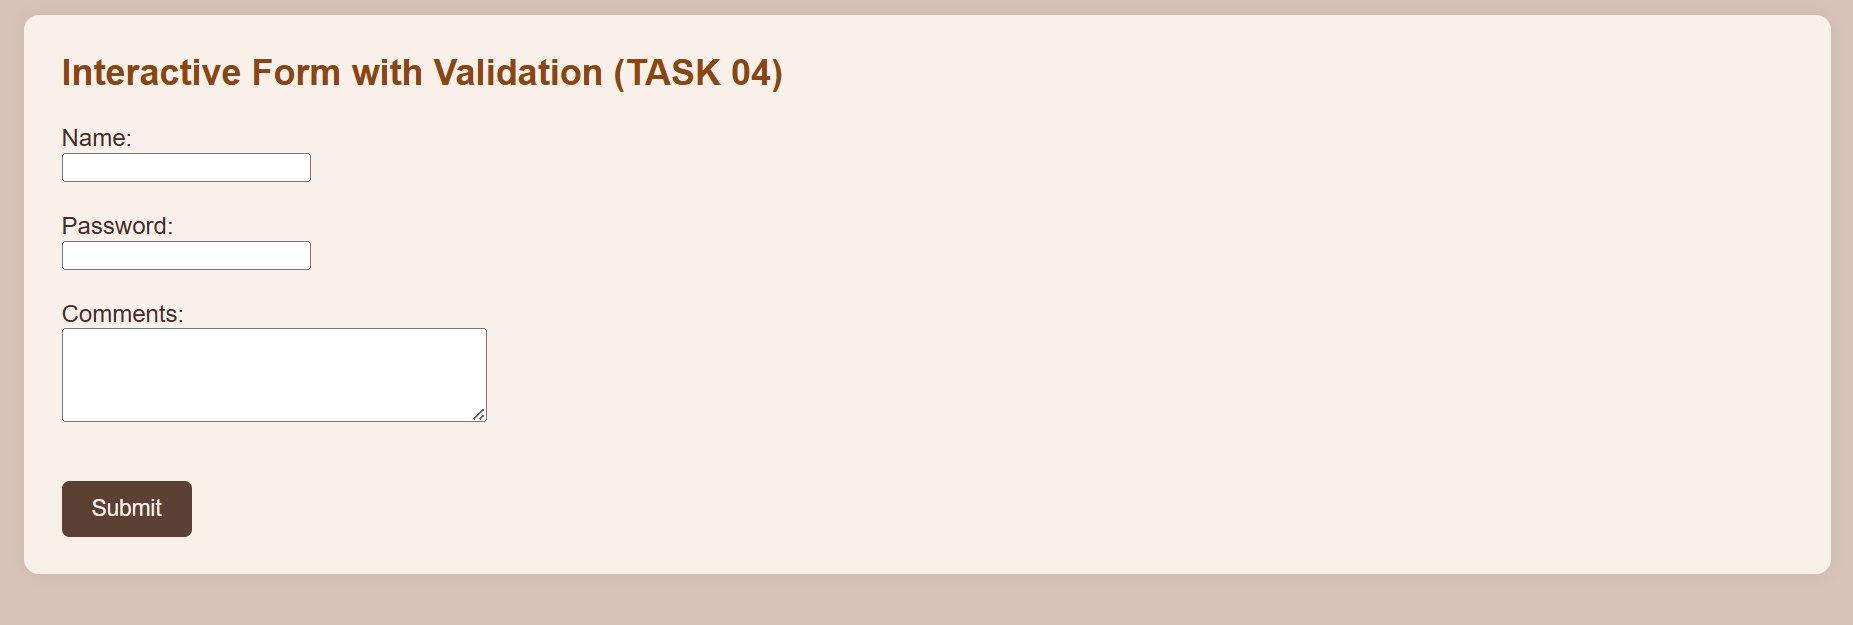 Interactive Form with Validation (TASK 04)
Name:
Password:
Comments:
Submit